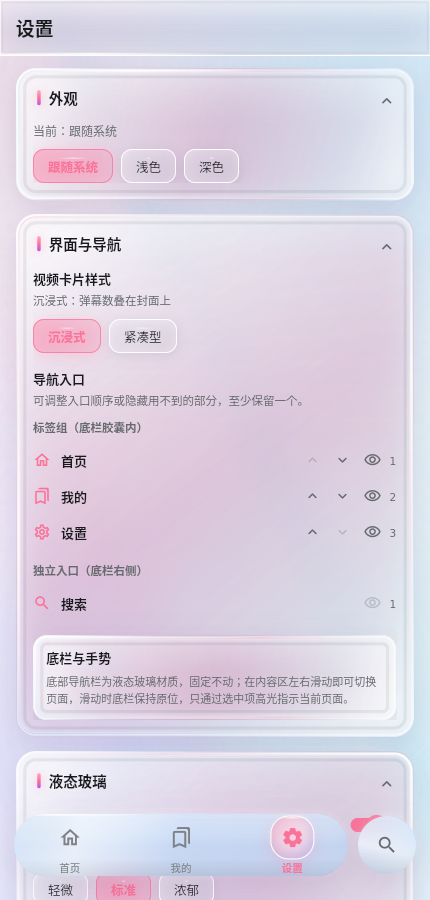 设置
外观
当前：跟随系统
跟随系统 浅色 深色
界面与导航
视频卡片样式
沉浸式：弹幕数叠在封面上
沉浸式 紧凑型
导航入口
可调整入口顺序或隐藏用不到的部分，至少保留一个。
标签组（底栏胶囊内）
首页 1
我的 2
设置 3
独立入口（底栏右侧）
搜索 1
底栏与手势
底部导航栏为液态玻璃材质，固定不动；在内容区左右滑动即可切换
页面，滑动时底栏保持原位，只通过选中项高光指示当前页面。
液态玻璃
首页 我的 设置
轻微 标准 浓郁